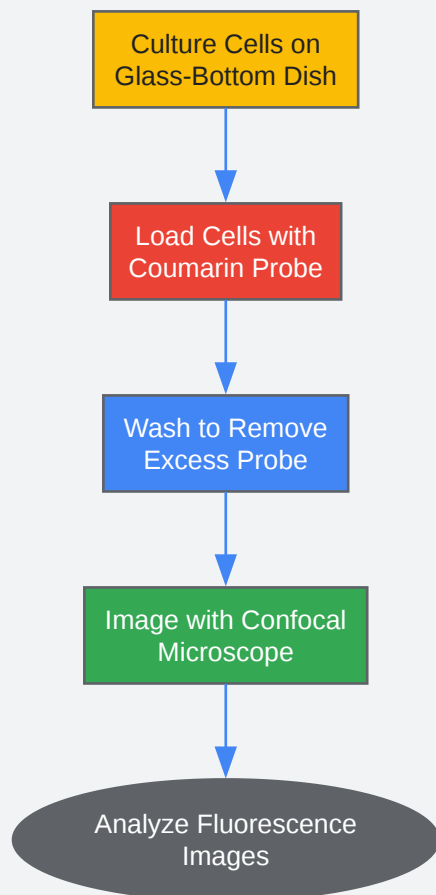 Culture Cells on
Glass-Bottom Dish
Load Cells with
Coumarin Probe
Wash to Remove
Excess Probe
Image with Confocal
Microscope
Analyze Fluorescence
Images